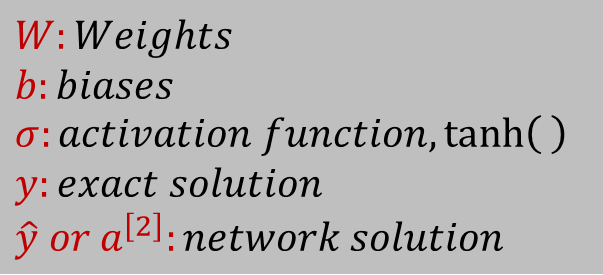 W: Weights
b: biases
σ: activation function, tanh( )
y: exact solution
ŷ or a^[2]: network solution